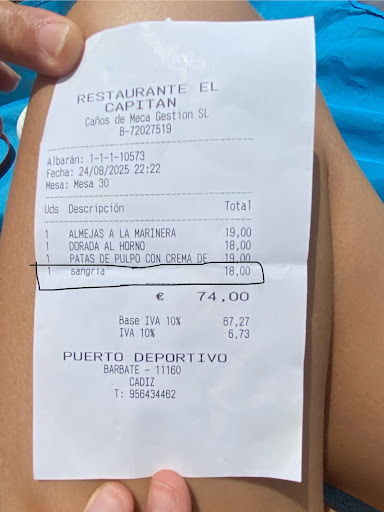 RESTAURANTE EL
CAPITAN
Caños de Meca Gestion SL
B-72027519
Albarán: 1-1-1-10573
Fecha: 24/08/2025 22:22
Mesa: Mesa 30
Uds Descripción Total
1 ALMEJAS A LA MARINERA 19,00
1 DORADA AL HORNO 18,00
1 PATAS DE PULPO CON CREMA DE 19,00
1 sangria 18,00
€ 74,00
Base IVA 10% 67,27
IVA 10% 6,73
PUERTO DEPORTIVO
BARBATE - 11160
CADIZ
T: 956434462